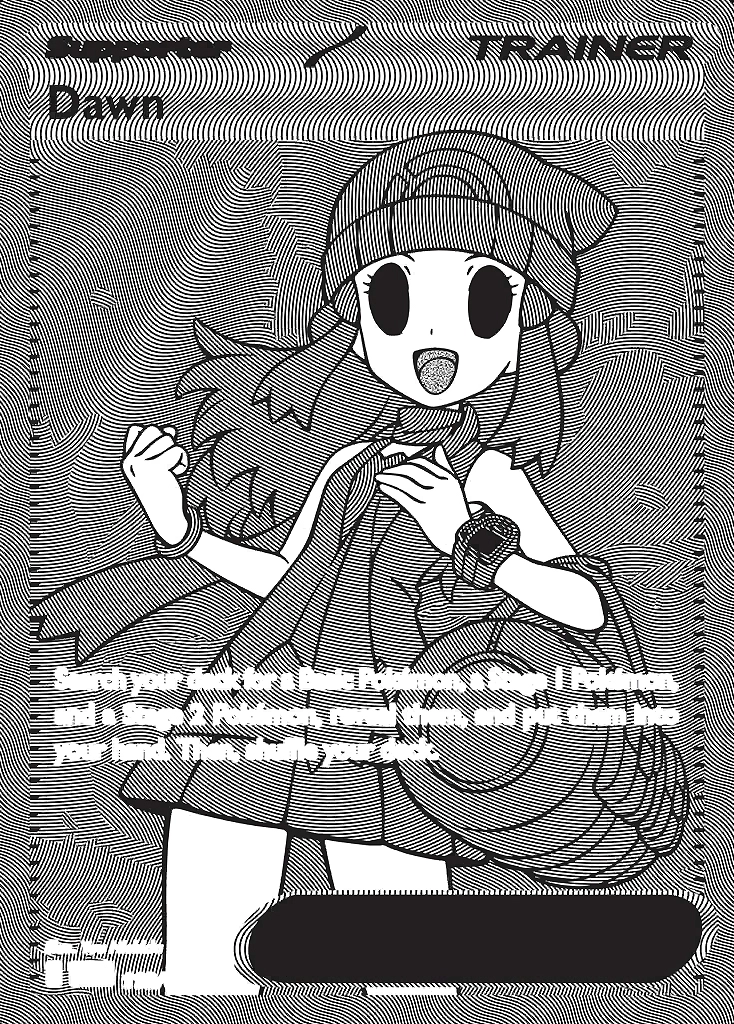 Supporter
TRAINER
Dawn
Search your deck for a Basic Pokémon, a Stage 1 Pokémon,
and a Stage 2 Pokémon, reveal them, and put them into
your hand. Then, shuffle your deck.